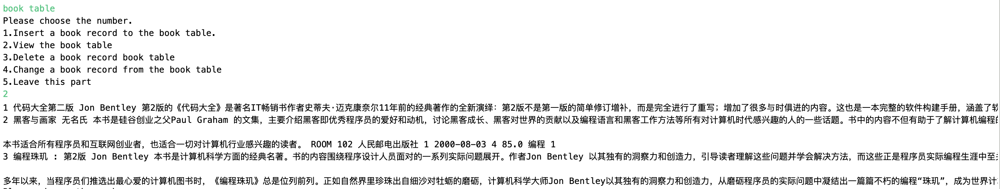 book table
Please choose the number.
1.Insert a book record to the book table.
2.View the book table
3.Delete a book record book table
4.Change a book record from the book table
5.Leave this part
2
1 代码大全第二版 Jon Bentley 第2版的《代码大全》是著名IT畅销书作者史蒂夫·迈克康奈尔11年前的经典著作的全新演绎：第2版不是第一版的简单修订增补，而是完全进行了重写；增加了很多与时俱进的内容。这也是一本完整的软件构建手册，涵盖了软
2 黑客与画家 无名氏 本书是硅谷创业之父Paul Graham 的文集，主要介绍黑客即优秀程序员的爱好和动机，讨论黑客成长、黑客对世界的贡献以及编程语言和黑客工作方法等所有对计算机时代感兴趣的人的一些话题。书中的内容不但有助于了解计算机编程
本书适合所有程序员和互联网创业者，也适合一切对计算机行业感兴趣的读者。 ROOM 102 人民邮电出版社 1 2000-08-03 4 85.0 编程 1
3 编程珠玑 : 第2版 Jon Bentley 本书是计算机科学方面的经典名著。书的内容围绕程序设计人员面对的一系列实际问题展开。作者Jon Bentley 以其独有的洞察力和创造力，引导读者理解这些问题并学会解决方法，而这些正是程序员实际编程生涯中至
多年以来，当程序员们推选出最心爱的计算机图书时，《编程珠玑》总是位列前列。正如自然界里珍珠出自细沙对牡蛎的磨砺，计算机科学大师Jon Bentley以其独有的洞察力和创造力，从磨砺程序员的实际问题中凝结出一篇篇不朽的编程“珠玑”，成为世界计